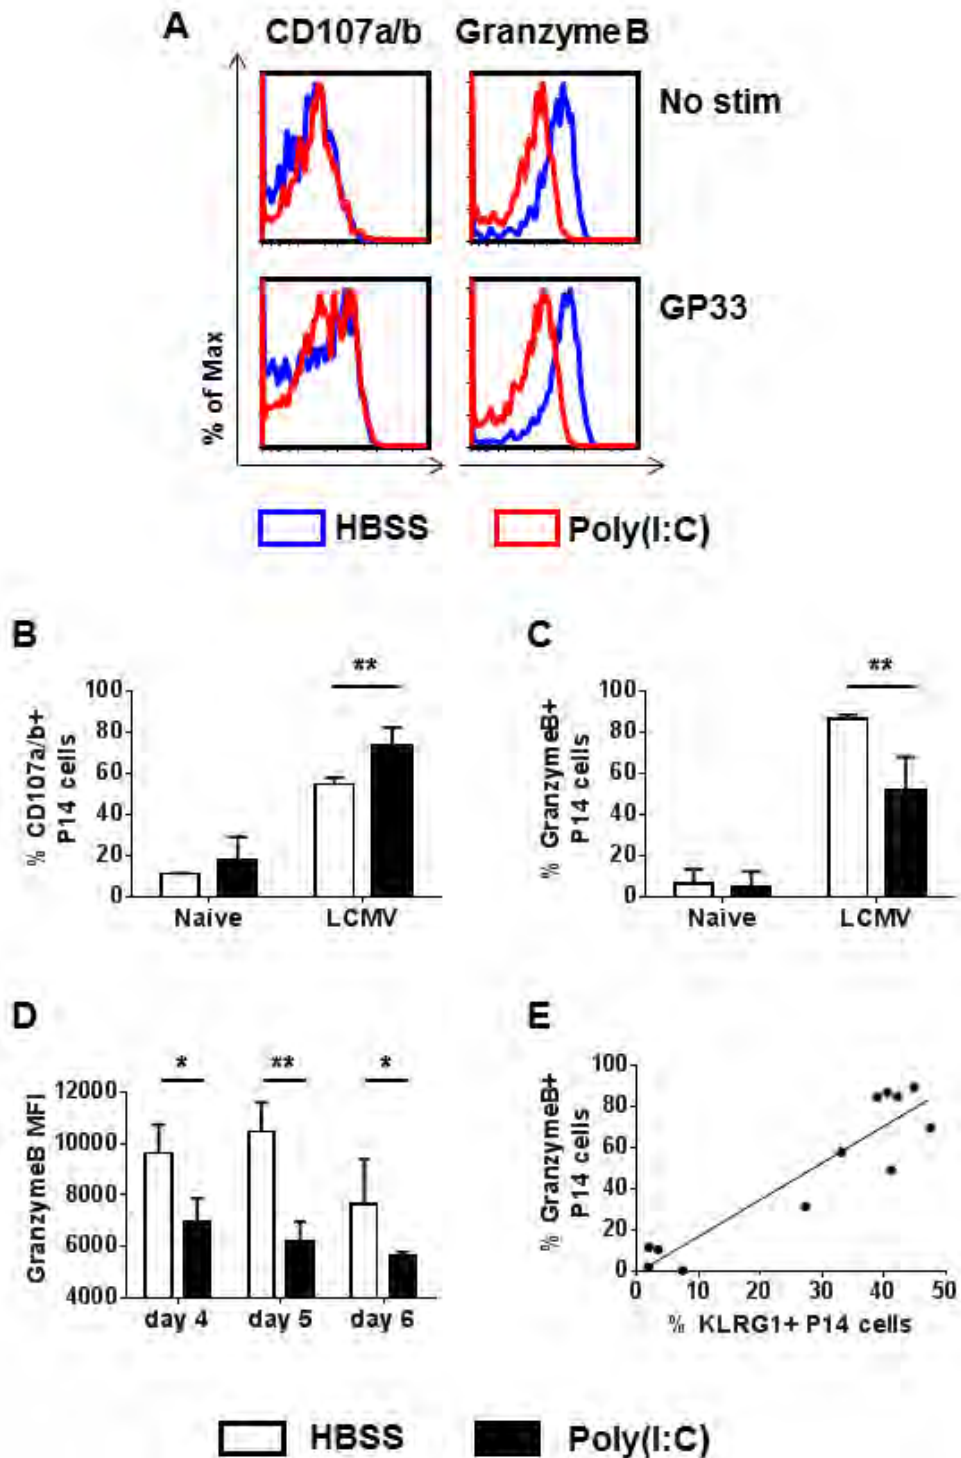 A
CD107a/b GranzymeB
No stim
GP33
% of Max
HBSS Poly(I:C)
B
% CD107a/b+
P14 cells
100
80
60
40
20
0
**
Naive LCMV
C
% GranzymeB+
P14 cells
100
80
60
40
20
0
**
Naive LCMV
D
GranzymeB MFI
12000
10000
8000
6000
4000
* ** *
day 4 day 5 day 6
E
% GranzymeB+
P14 cells
100
80
60
40
20
0
0 10 20 30 40 50
% KLRG1+ P14 cells
HBSS Poly(I:C)